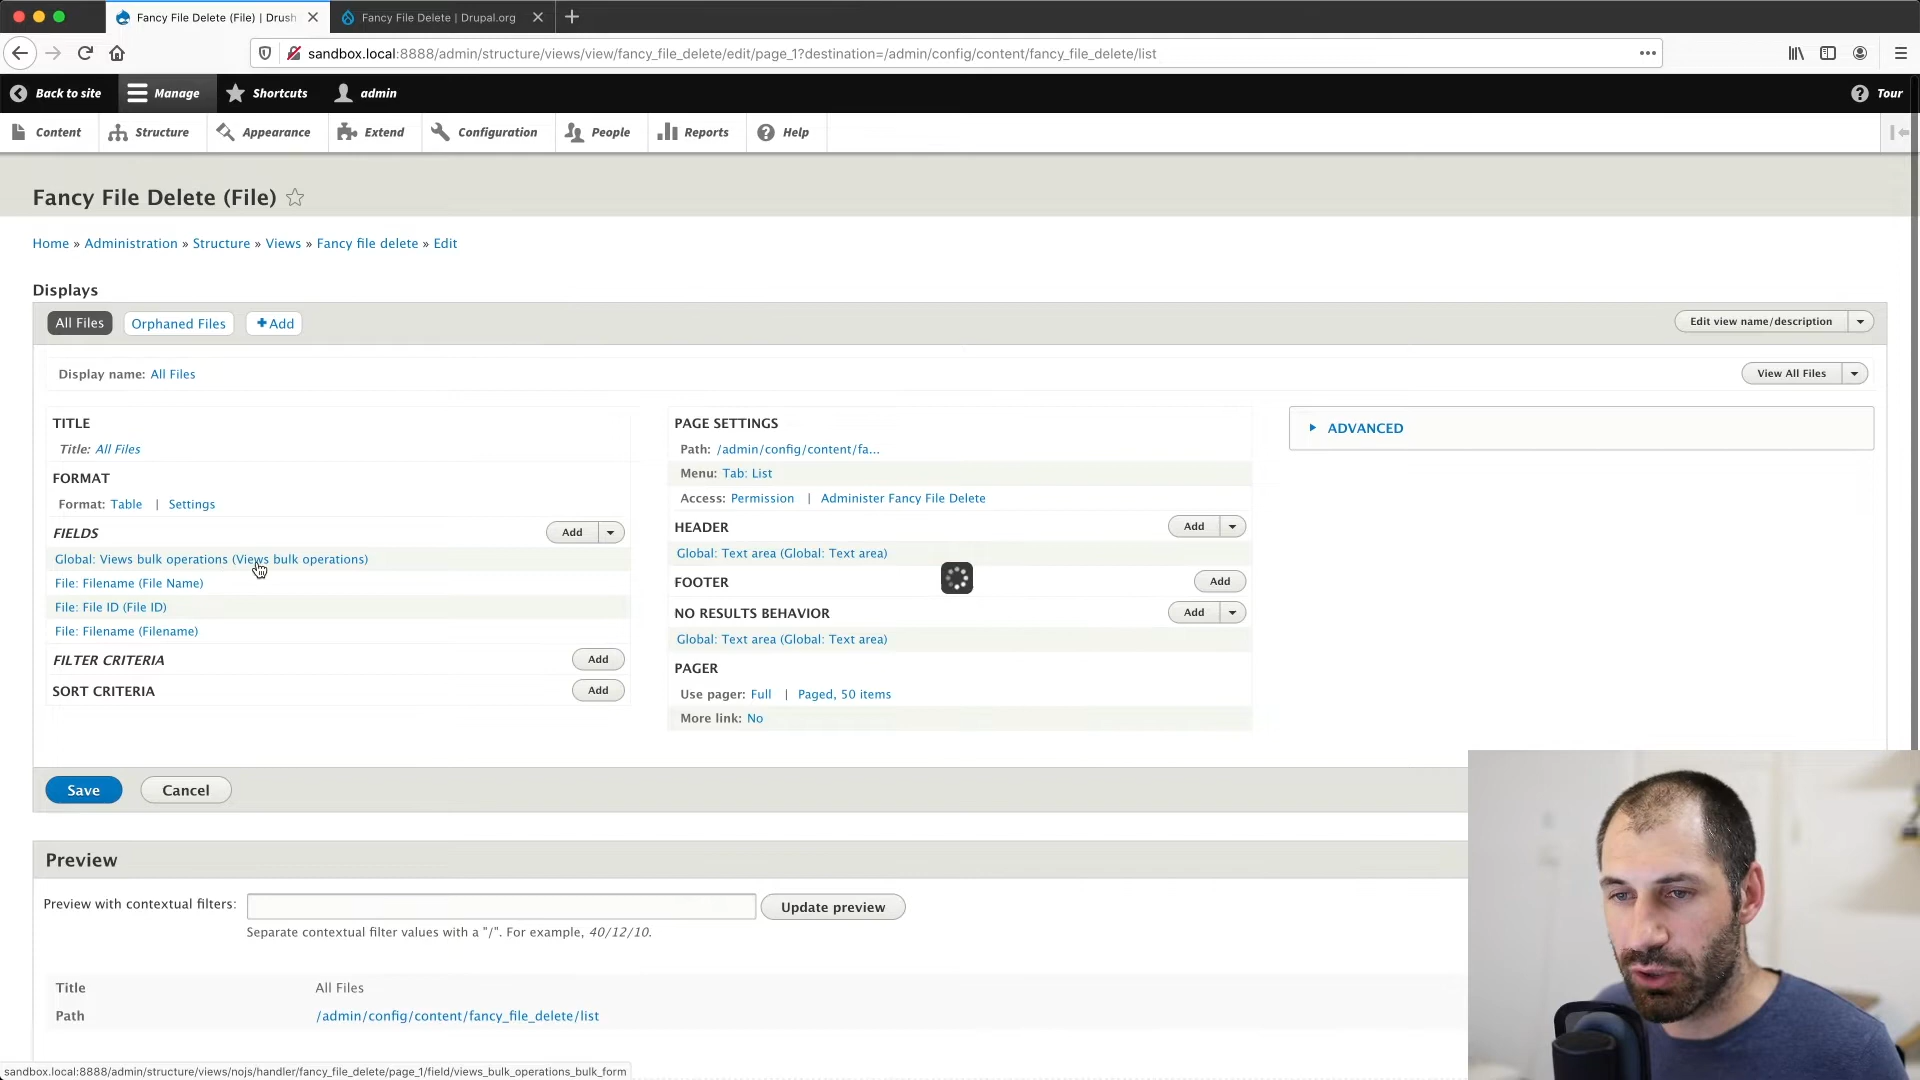 Fancy File Delete (File) | Drush
Fancy File Delete | Drupal.org
sandbox.local:8888/admin/structure/views/view/fancy_file_delete/edit/page_1?destination=/admin/config/content/fancy_file_delete/list
Back to site
Manage
Shortcuts
admin
Tour
Content
Structure
Appearance
Extend
Configuration
People
Reports
Help
Fancy File Delete (File)
Home » Administration » Structure » Views » Fancy file delete » Edit
Displays
All Files
Orphaned Files
+Add
Edit view name/description
Display name: All Files
View All Files
TITLE
Title: All Files
FORMAT
Format: Table | Settings
FIELDS
Add
Global: Views bulk operations (Views bulk operations)
File: Filename (File Name)
File: File ID (File ID)
File: Filename (Filename)
FILTER CRITERIA
Add
SORT CRITERIA
Add
PAGE SETTINGS
Path: /admin/config/content/fa...
Menu: Tab: List
Access: Permission | Administer Fancy File Delete
HEADER
Add
Global: Text area (Global: Text area)
FOOTER
Add
NO RESULTS BEHAVIOR
Add
Global: Text area (Global: Text area)
PAGER
Use pager: Full | Paged, 50 items
More link: No
ADVANCED
Save
Cancel
Preview
Preview with contextual filters:
Update preview
Separate contextual filter values with a "/". For example, 40/12/10.
Title All Files
Path /admin/config/content/fancy_file_delete/list
sandbox.local:8888/admin/structure/views/nojs/handler/fancy_file_delete/page_1/field/views_bulk_operations_bulk_form